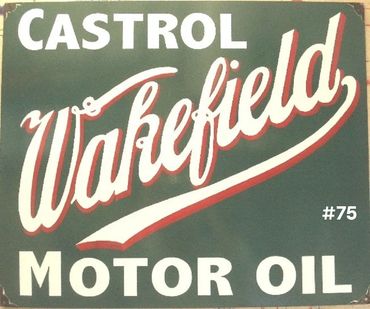 CASTROL
Wakefield
#75
MOTOR OIL